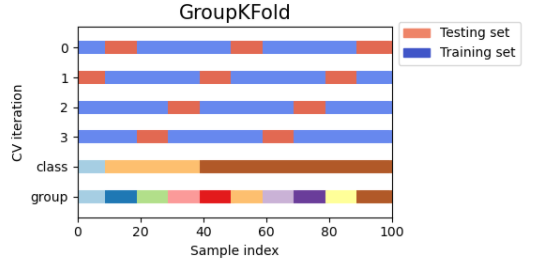 GroupKFold
Testing set
Training set
CV iteration
0
1
2
3
class
group
0 20 40 60 80 100
Sample index